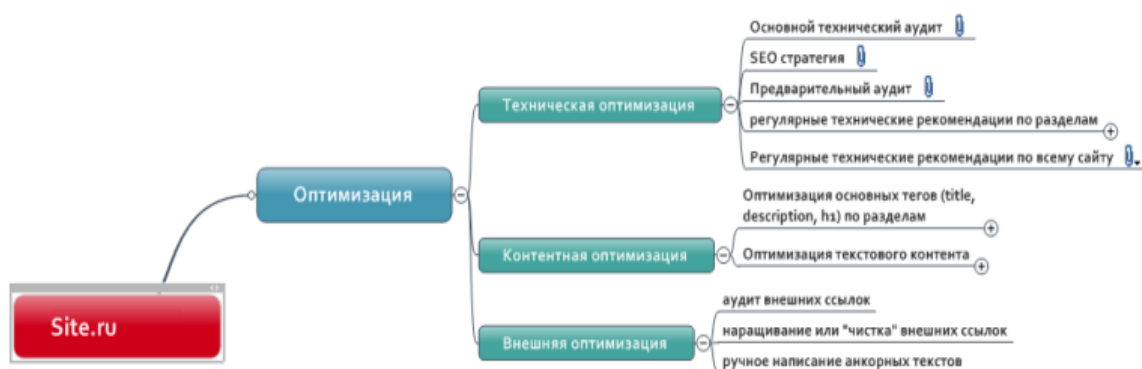 Основной технический аудит
SEO стратегия
Техническая оптимизация
Предварительный аудит
регулярные технические рекомендации по разделам
Регулярные технические рекомендации по всему сайту
Оптимизация
Оптимизация основных тегов (title,
description, h1) по разделам
Контентная оптимизация
Оптимизация текстового контента
Site.ru
аудит внешних ссылок
Внешняя оптимизация
наращивание или "чистка" внешних ссылок
ручное написание анкорных текстов